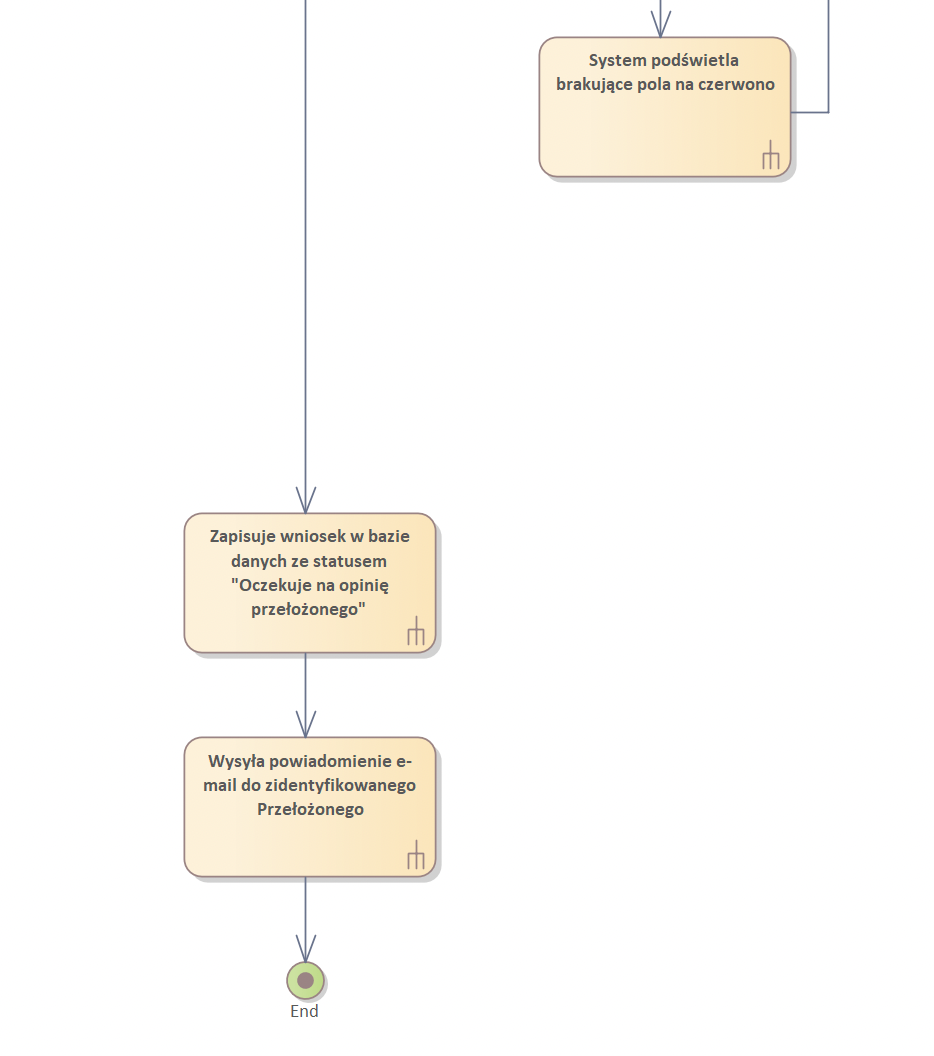 System podświetla
brakujące pola na czerwono
Zapisuje wniosek w bazie
danych ze statusem
"Oczekuje na opinię
przełożonego"
Wysyła powiadomienie e-
mail do zidentyfikowanego
Przełożonego
End